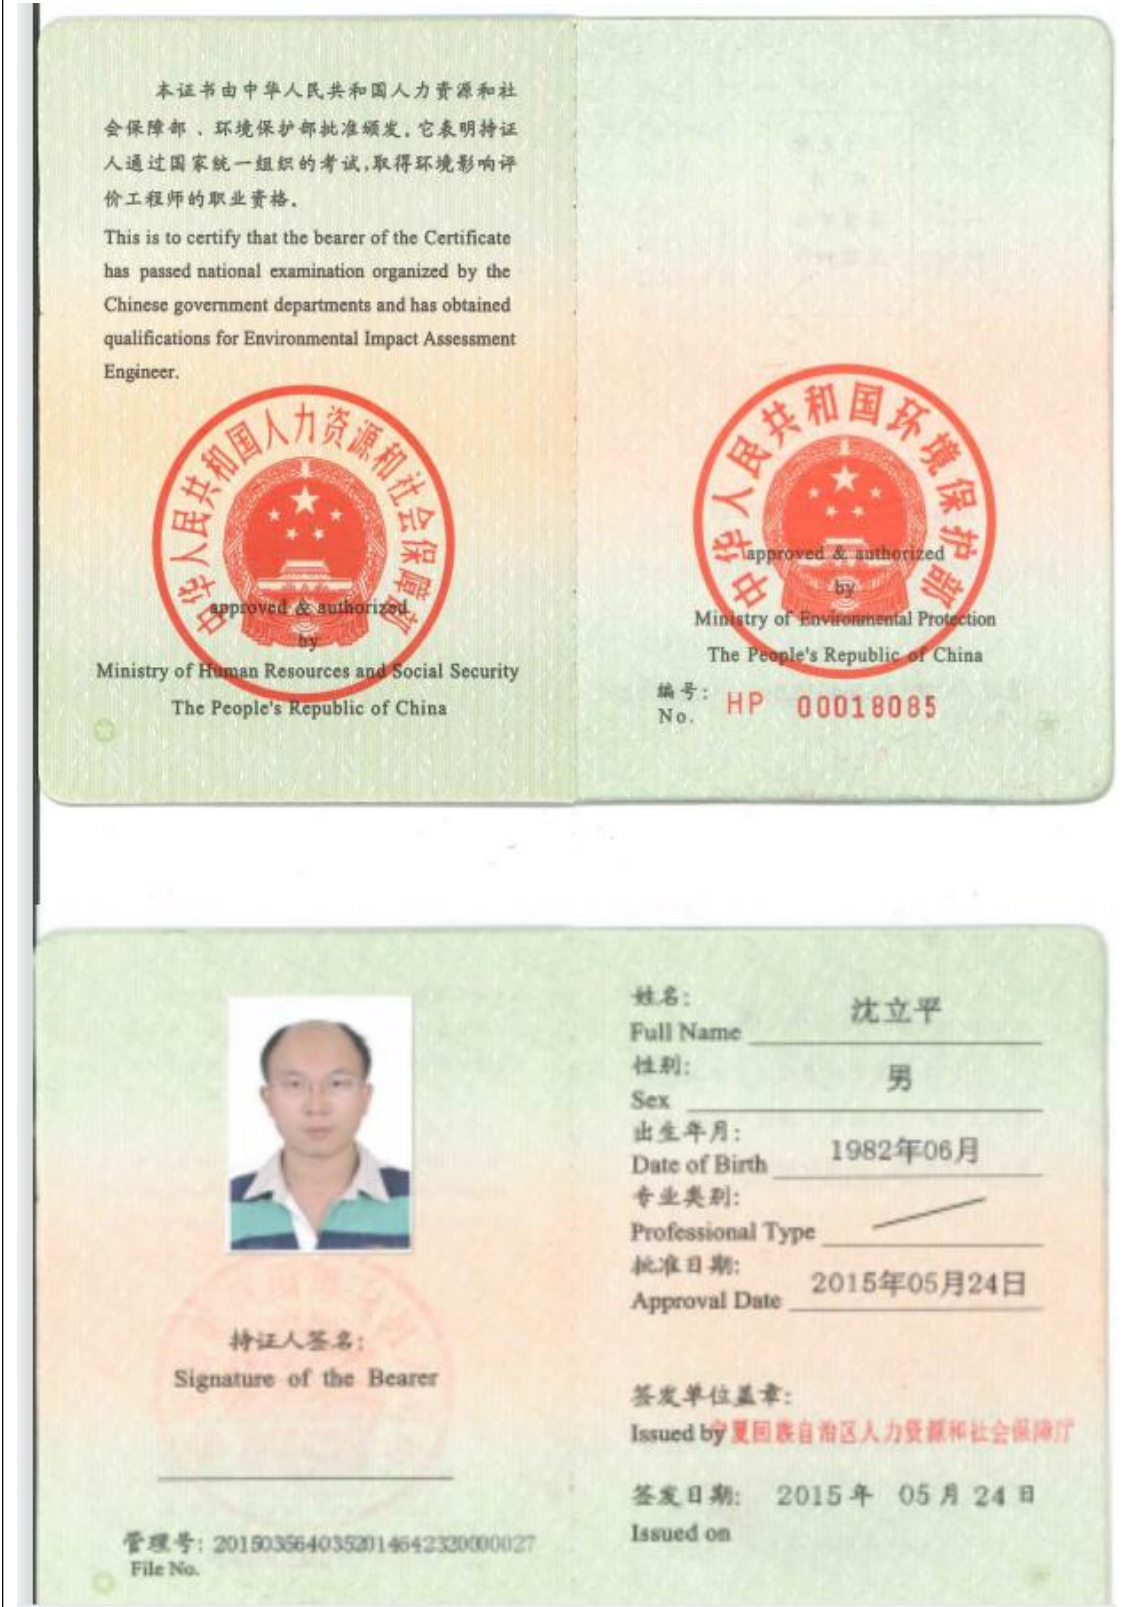 本证书由中华人民共和国人力资源和社
会保障部、环境保护部批准颁发。它表明持证
人通过国家统一组织的考试,取得环境影响评
价工程师的职业资格。
This is to certify that the bearer of the Certificate
has passed national examination organized by the
Chinese government departments and has obtained
qualifications for Environmental Impact Assessment
Engineer.
中华人民共和国人力资源和社会保障部
approved & authorized
by
Ministry of Human Resources and Social Security
The People's Republic of China
中华人民共和国环境保护部
approved & authorized
by
Ministry of Environmental Protection
The People's Republic of China
编号: HP 00018085
No.
持证人签名:
Signature of the Bearer
管理号: 2015035640352014642320000027
File No.
姓名: 沈立平
Full Name
性别: 男
Sex
出生年月: 1982年06月
Date of Birth
专业类别:
Professional Type
批准日期: 2015年05月24日
Approval Date
签发单位盖章:
Issued by 宁夏回族自治区人力资源和社会保障厅
签发日期: 2015年 05月 24日
Issued on